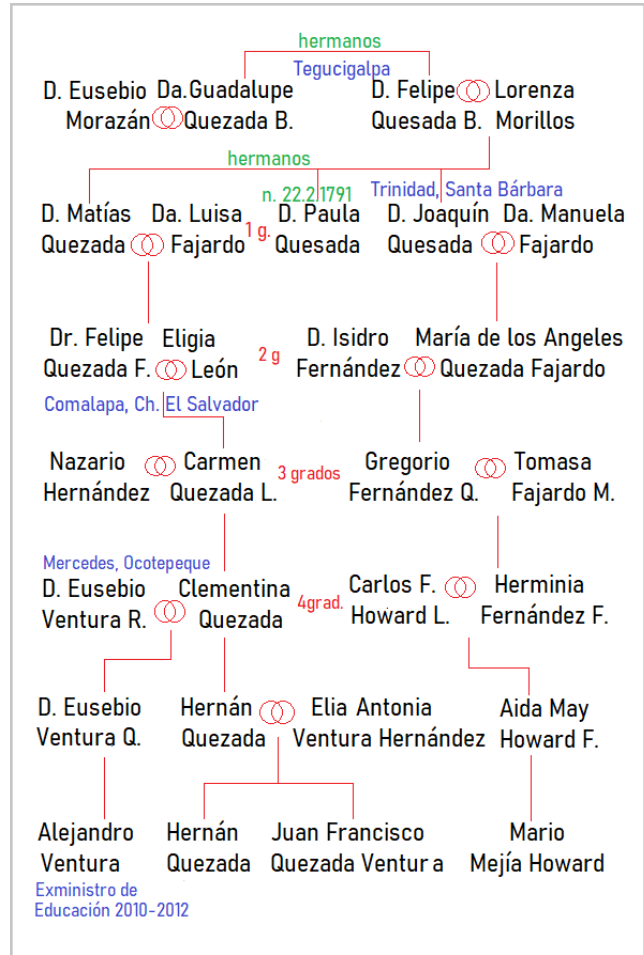 hermanos
Tegucigalpa
D. Eusebio Da. Guadalupe D. Felipe Lorenza
Morazán Quezada B. Quesada B. Morillos
hermanos
n. 22.2.1791 Trinidad, Santa Bárbara
D. Matías Da. Luisa 1 g. D. Paula D. Joaquín Da. Manuela
Quezada Fajardo Quesada Quesada Fajardo
Dr. Felipe Eligia 2 g D. Isidro María de los Angeles
Quezada F. León Fernández Quezada Fajardo
Comalapa, Ch. El Salvador
Nazario Carmen 3 grados Gregorio Tomasa
Hernández Quezada L. Fernández Q. Fajardo M.
Mercedes, Ocotepeque
D. Eusebio Clementina 4grad. Carlos F. Herminia
Ventura R. Quezada Howard L. Fernández F.
D. Eusebio Hernán Elia Antonia Aida May
Ventura Q. Quezada Ventura Hernández Howard F.
Alejandro Hernán Juan Francisco Mario
Ventura Quezada Quezada Ventura Mejía Howard
Exministro de
Educación 2010-2012